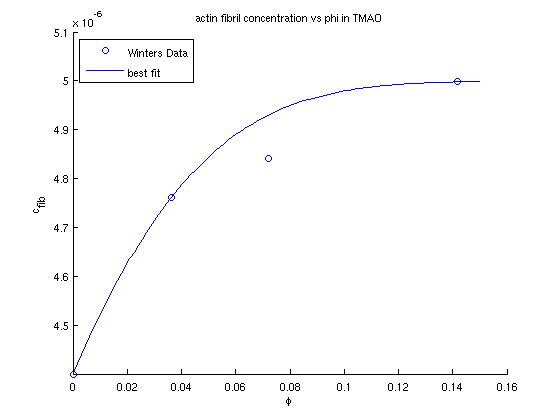 actin fibril concentration vs phi in TMAO
x 10^-6
5.1
5
4.9
4.8
4.7
4.6
4.5
Winters Data
best fit
c_fib
0 0.02 0.04 0.06 0.08 0.1 0.12 0.14 0.16
ϕ